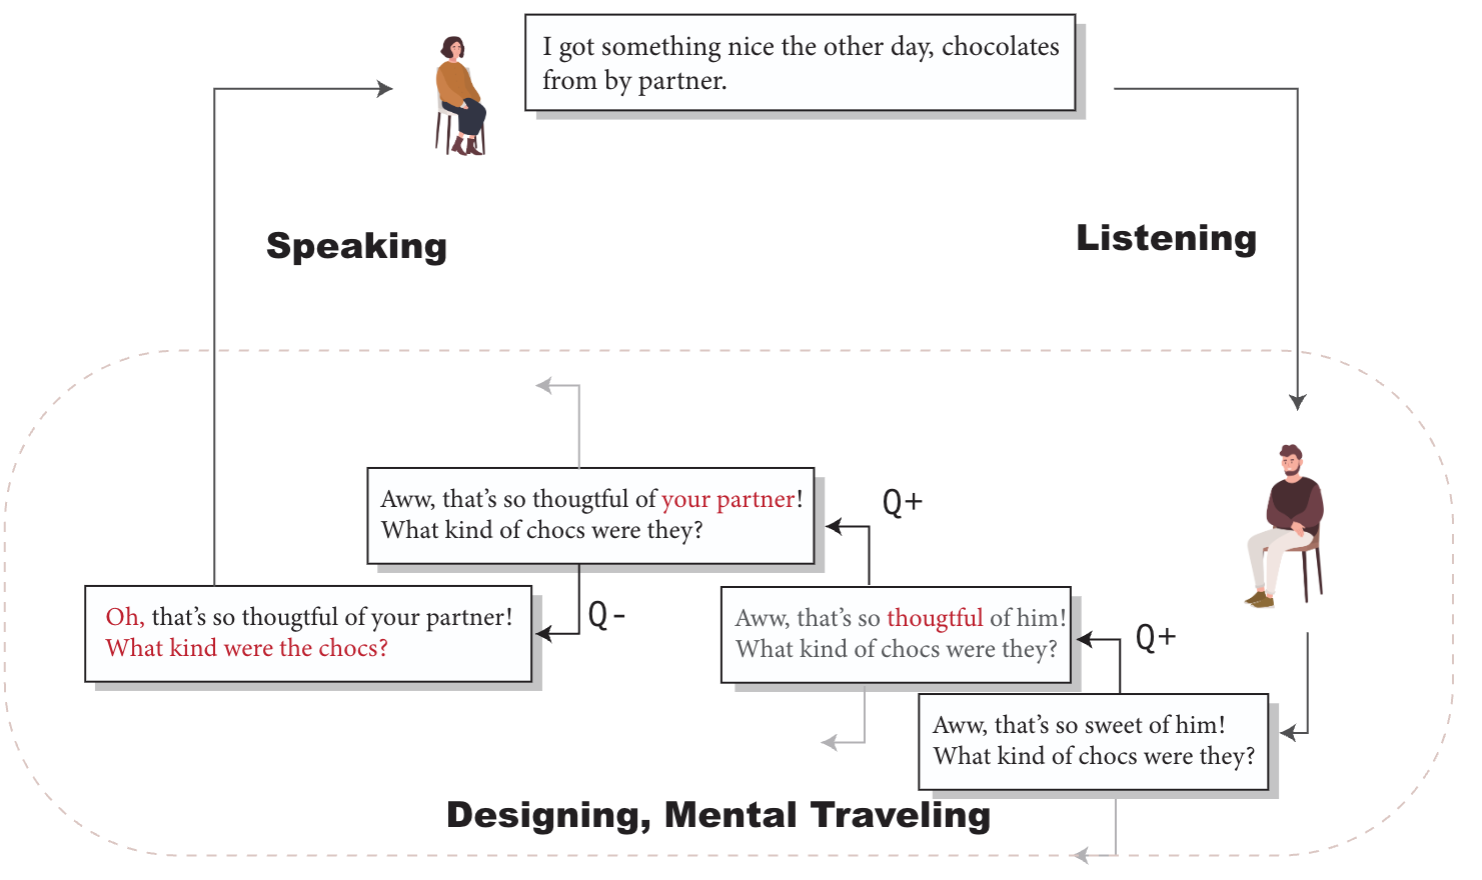 I got something nice the other day, chocolates
from by partner.
Speaking
Listening
Aww, that's so thougtful of your partner!
What kind of chocs were they?
Q+
Oh, that's so thougtful of your partner!
What kind were the chocs?
Q-
Aww, that's so thougtful of him!
What kind of chocs were they?
Q+
Aww, that's so sweet of him!
What kind of chocs were they?
Designing, Mental Traveling